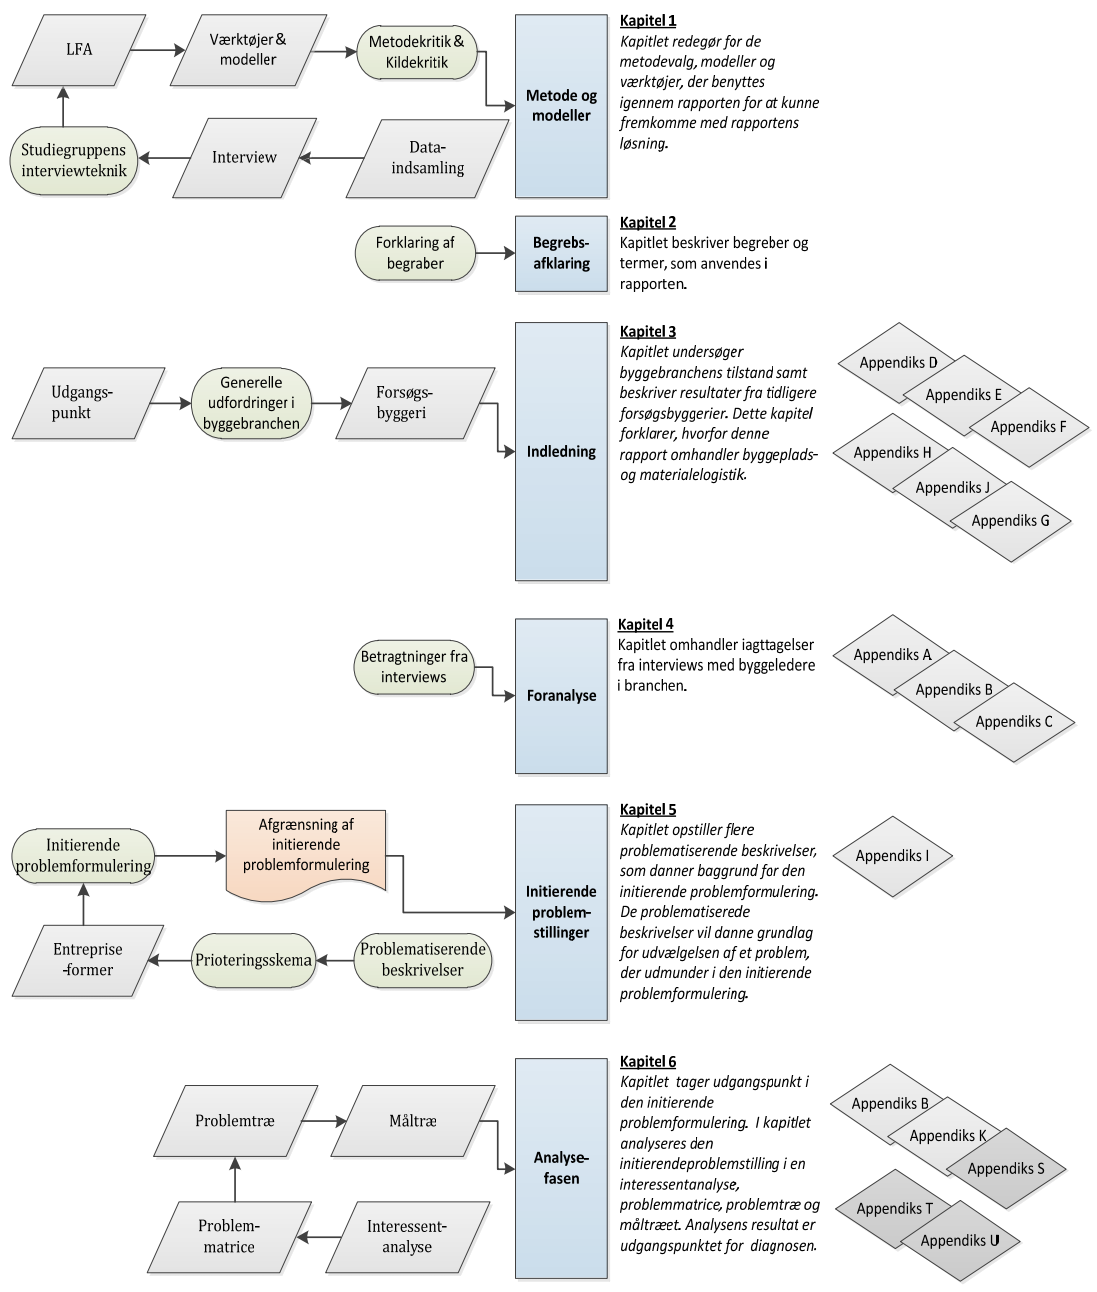 LFA
Værktøjer &
modeller
Metodekritik &
Kildekritik
Studiegruppens
interviewteknik
Interview
Data-
indsamling
Metode og
modeller
Kapitel 1
Kapitlet redegør for de
metodevalg, modeller og
værktøjer, der benyttes
igennem rapporten for at kunne
fremkomme med rapportens
løsning.
Forklaring af
begraber
Begrebs-
afklaring
Kapitel 2
Kapitlet beskriver begreber og
termer, som anvendes i
rapporten.
Udgangs-
punkt
Generelle
udfordringer i
byggebranchen
Forsøgs-
byggeri
Indledning
Kapitel 3
Kapitlet undersøger
byggebranchens tilstand samt
beskriver resultater fra tidligere
forsøgsbyggerier. Dette kapitel
forklarer, hvorfor denne
rapport omhandler byggeplads-
og materialelogistik.
Appendiks D
Appendiks E
Appendiks F
Appendiks H
Appendiks J
Appendiks G
Betragtninger fra
interviews
Foranalyse
Kapitel 4
Kapitlet omhandler iagttagelser
fra interviews med byggeledere
i branchen.
Appendiks A
Appendiks B
Appendiks C
Initierende
problemformulering
Afgrænsning af
initierende
problemformulering
Entreprise
-former
Prioteringsskema
Problematiserende
beskrivelser
Initierende
problem-
stillinger
Kapitel 5
Kapitlet opstiller flere
problematiserende beskrivelser,
som danner baggrund før den
initierende problemformulering.
De problematiserede
beskrivelser vil danne grundlag
for udvælgelsen af et problem,
der udmunder i den initierende
problemformulering.
Appendiks I
Problemtræ
Måltræ
Problem-
matrice
Interessent-
analyse
Analyse-
fasen
Kapitel 6
Kapitlet tager udgangspunkt i
den initierende
problemformulering. I kapitlet
analyseres den
initierendeproblemstilling i en
interessentanalyse,
problemmatrice, problemtræ og
måltræet. Analysens resultat er
udgangspunktet for diagnosen.
Appendiks B
Appendiks K
Appendiks S
Appendiks T
Appendiks U